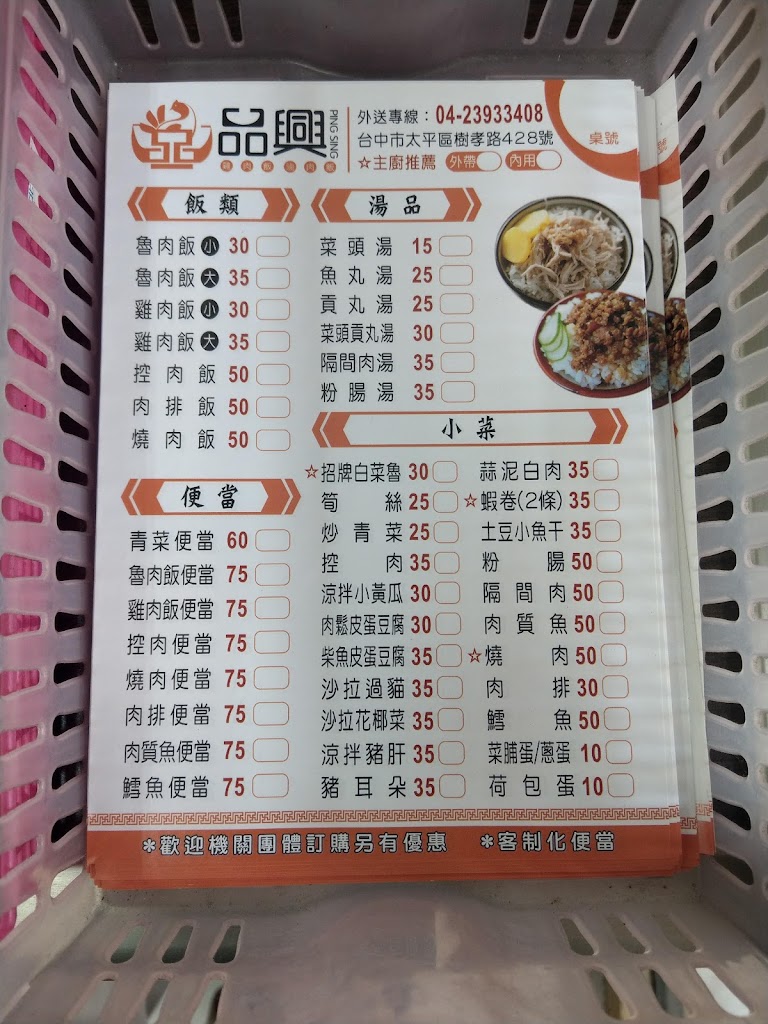 品興
PING SING
雞肉飯滷肉飯
外送專線：04-23933408
台中市太平區樹孝路428號
☆主廚推薦 外帶 內用
桌號
飯類
魯肉飯 小 30
魯肉飯 大 35
雞肉飯 小 30
雞肉飯 大 35
控肉飯 50
肉排飯 50
燒肉飯 50
便當
青菜便當 60
魯肉飯便當 75
雞肉飯便當 75
控肉便當 75
燒肉便當 75
肉排便當 75
肉質魚便當 75
鱈魚便當 75
湯品
菜頭湯 15
魚丸湯 25
貢丸湯 25
菜頭貢丸湯 30
隔間肉湯 35
粉腸湯 35
小菜
☆招牌白菜魯 30
筍絲 25
炒青菜 25
控肉 35
涼拌小黃瓜 30
肉鬆皮蛋豆腐 30
柴魚皮蛋豆腐 35
沙拉過貓 35
沙拉花椰菜 35
涼拌豬肝 35
豬耳朵 35
蒜泥白肉 35
☆蝦卷(2條) 35
土豆小魚干 35
粉腸 50
隔間肉 50
肉質魚 50
☆燒肉 50
肉排 30
鱈魚 50
菜脯蛋/蔥蛋 10
荷包蛋 10
＊歡迎機關團體訂購另有優惠 ＊客制化便當